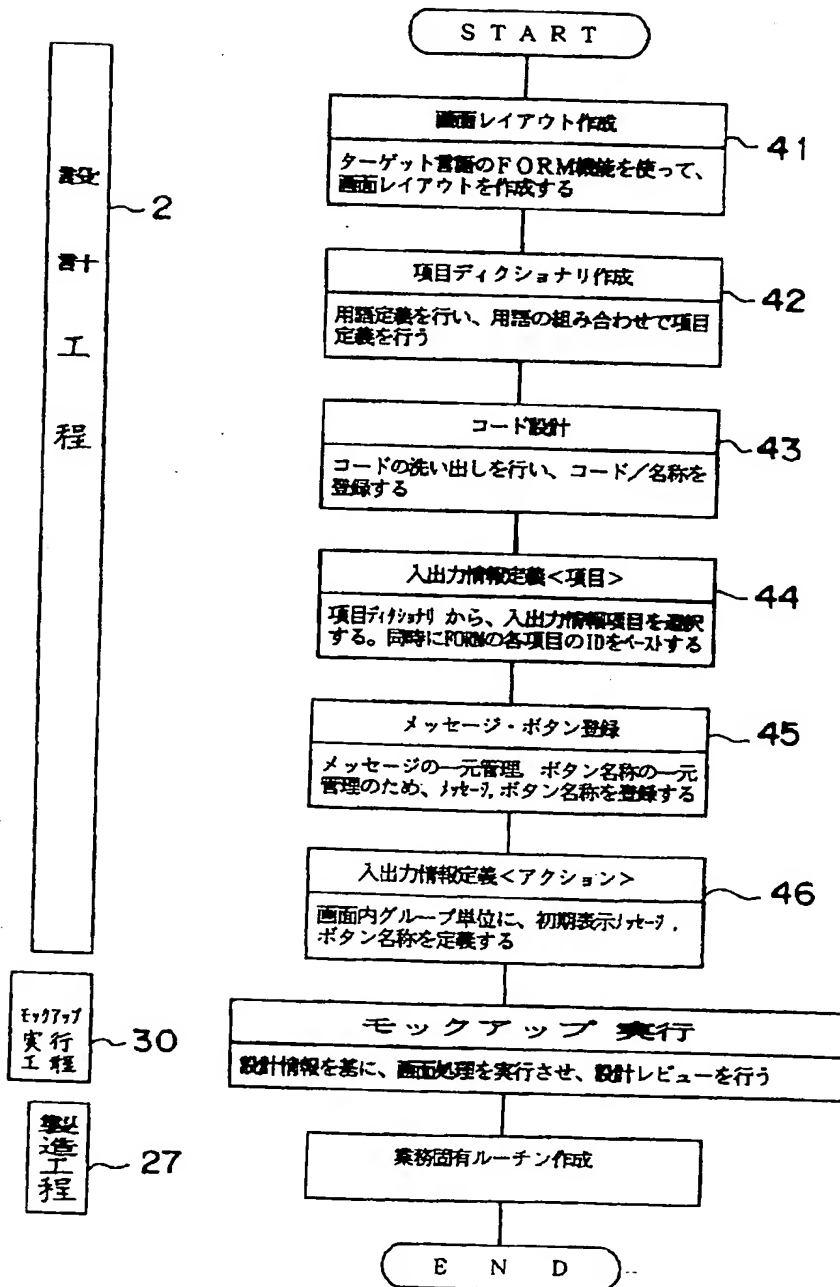 START
画面レイアウト作成
ターゲット言語のFORM機能を使って、
画面レイアウトを作成する
41
設計工程
2
項目ディクショナリ作成
用語定義を行い、用語の組み合わせで項目
定義を行う
42
コード設計
コードの洗い出しを行い、コード/名称を
登録する
43
入出力情報定義<項目>
項目ディクショナリ から、入出力情報項目を選択
する。同時にFORMの各項目のIDをペーストする
44
メッセージ・ボタン登録
メッセージの一元管理, ボタン名称の一元
管理のため、メッセージ, ボタン名称を登録する
45
入出力情報定義<アクション>
画面内グループ単位に、初期表示メッセージ,
ボタン名称を定義する
46
モックアップ
実行
工程
30
モックアップ 実行
設計情報を基に、画面処理を実行させ、設計レビューを行う
製造工程
27
業務固有ルーチン作成
END